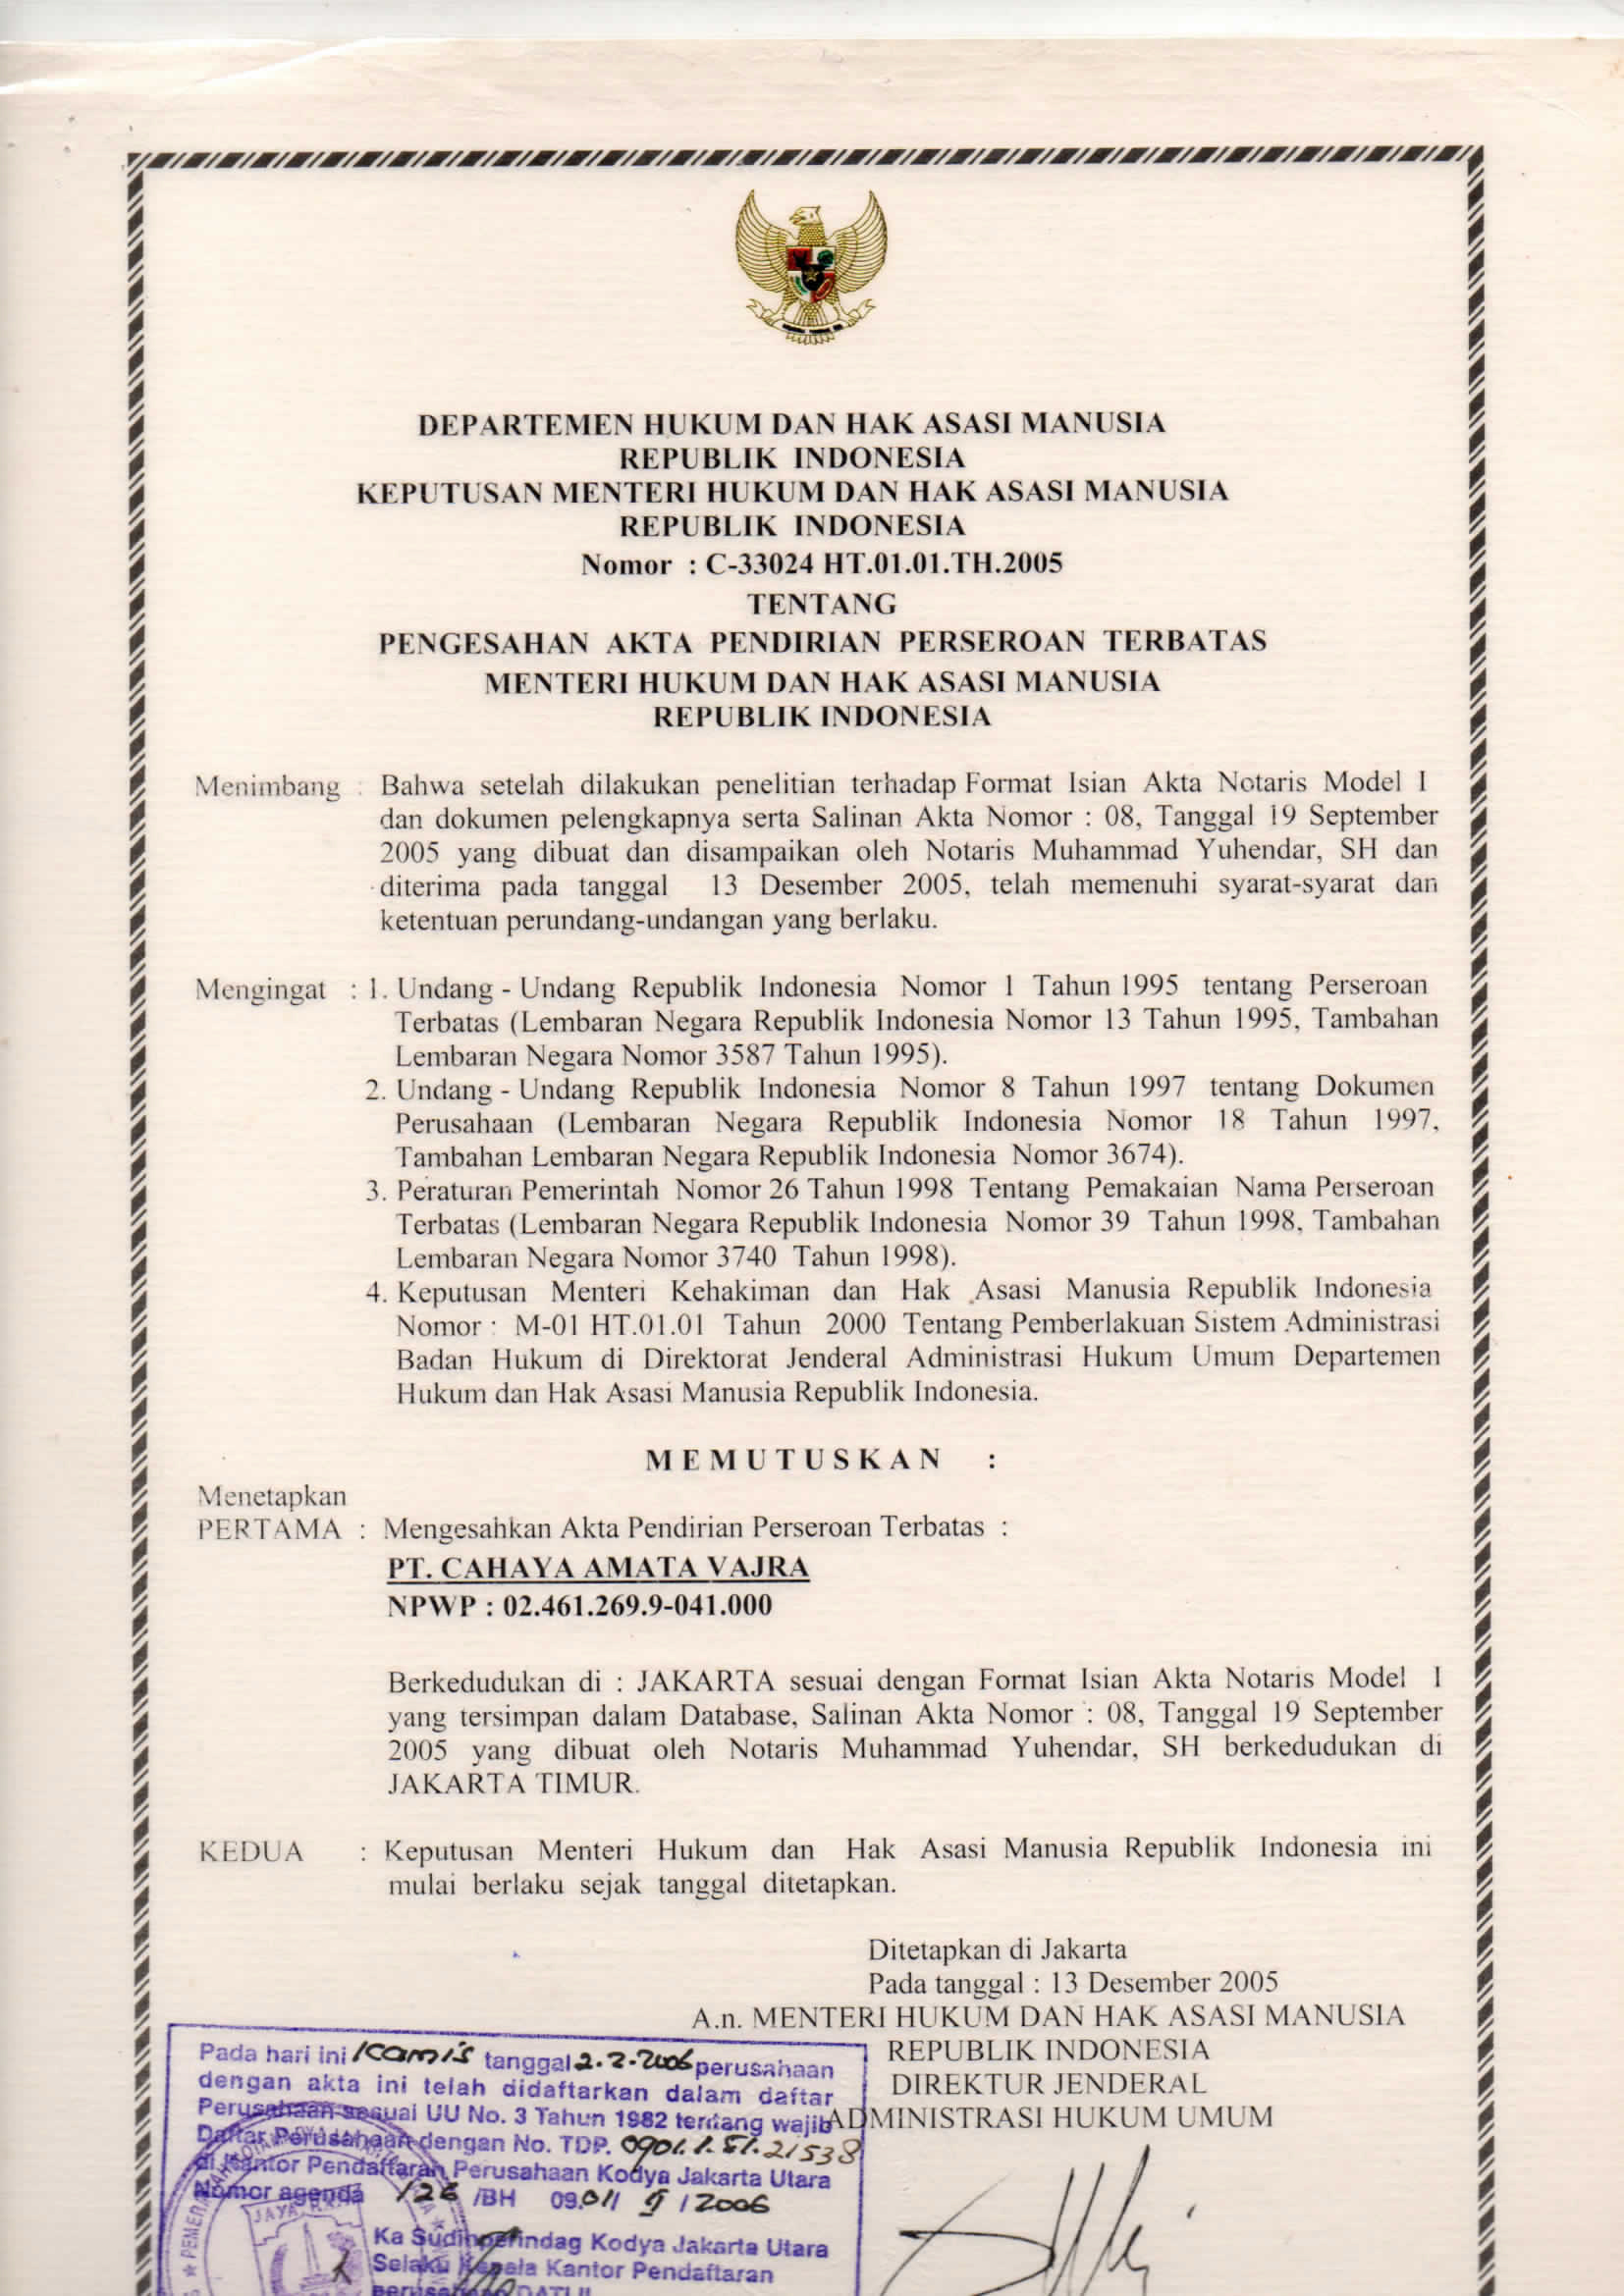 DEPARTEMEN HUKUM DAN HAK ASASI MANUSIA
REPUBLIK INDONESIA
KEPUTUSAN MENTERI HUKUM DAN HAK ASASI MANUSIA
REPUBLIK INDONESIA
Nomor : C-33024 HT.01.01.TH.2005
TENTANG
PENGESAHAN AKTA PENDIRIAN PERSEROAN TERBATAS
MENTERI HUKUM DAN HAK ASASI MANUSIA
REPUBLIK INDONESIA
Menimbang : Bahwa setelah dilakukan penelitian terhadap Format Isian Akta Notaris Model I
dan dokumen pelengkapnya serta Salinan Akta Nomor : 08, Tanggal 19 September
2005 yang dibuat dan disampaikan oleh Notaris Muhammad Yuhendar, SH dan
diterima pada tanggal 13 Desember 2005, telah memenuhi syarat-syarat dan
ketentuan perundang-undangan yang berlaku.
Mengingat : 1. Undang - Undang Republik Indonesia Nomor 1 Tahun 1995 tentang Perseroan
Terbatas (Lembaran Negara Republik Indonesia Nomor 13 Tahun 1995, Tambahan
Lembaran Negara Nomor 3587 Tahun 1995).
2. Undang - Undang Republik Indonesia Nomor 8 Tahun 1997 tentang Dokumen
Perusahaan (Lembaran Negara Republik Indonesia Nomor 18 Tahun 1997,
Tambahan Lembaran Negara Republik Indonesia Nomor 3674).
3. Peraturan Pemerintah Nomor 26 Tahun 1998 Tentang Pemakaian Nama Perseroan
Terbatas (Lembaran Negara Republik Indonesia Nomor 39 Tahun 1998, Tambahan
Lembaran Negara Nomor 3740 Tahun 1998).
4. Keputusan Menteri Kehakiman dan Hak Asasi Manusia Republik Indonesia
Nomor : M-01 HT.01.01 Tahun 2000 Tentang Pemberlakuan Sistem Administrasi
Badan Hukum di Direktorat Jenderal Administrasi Hukum Umum Departemen
Hukum dan Hak Asasi Manusia Republik Indonesia.
M E M U T U S K A N :
Menetapkan
PERTAMA : Mengesahkan Akta Pendirian Perseroan Terbatas :
PT. CAHAYA AMATA VAJRA
NPWP : 02.461.269.9-041.000
Berkedudukan di : JAKARTA sesuai dengan Format Isian Akta Notaris Model I
yang tersimpan dalam Database, Salinan Akta Nomor : 08, Tanggal 19 September
2005 yang dibuat oleh Notaris Muhammad Yuhendar, SH berkedudukan di
JAKARTA TIMUR.
KEDUA : Keputusan Menteri Hukum dan Hak Asasi Manusia Republik Indonesia ini
mulai berlaku sejak tanggal ditetapkan.
Ditetapkan di Jakarta
Pada tanggal : 13 Desember 2005
A.n. MENTERI HUKUM DAN HAK ASASI MANUSIA
REPUBLIK INDONESIA
DIREKTUR JENDERAL
ADMINISTRASI HUKUM UMUM
Pada hari ini Kamis tanggal 2.2.2006 perusahaan
dengan akta ini telah didaftarkan dalam daftar
Perusahaan sesuai UU No. 3 Tahun 1982 tentang wajib
Daftar Perusahaan dengan No. TDP. 0901.1.51.21538
di Kantor Pendaftaran Perusahaan Kodya Jakarta Utara
Nomor agenda 126 /BH 09.01/ / 2006
Ka Sudinperindag Kodya Jakarta Utara
Selaku Kepala Kantor Pendaftaran
perusahaan DATI II
JAYA RAYA